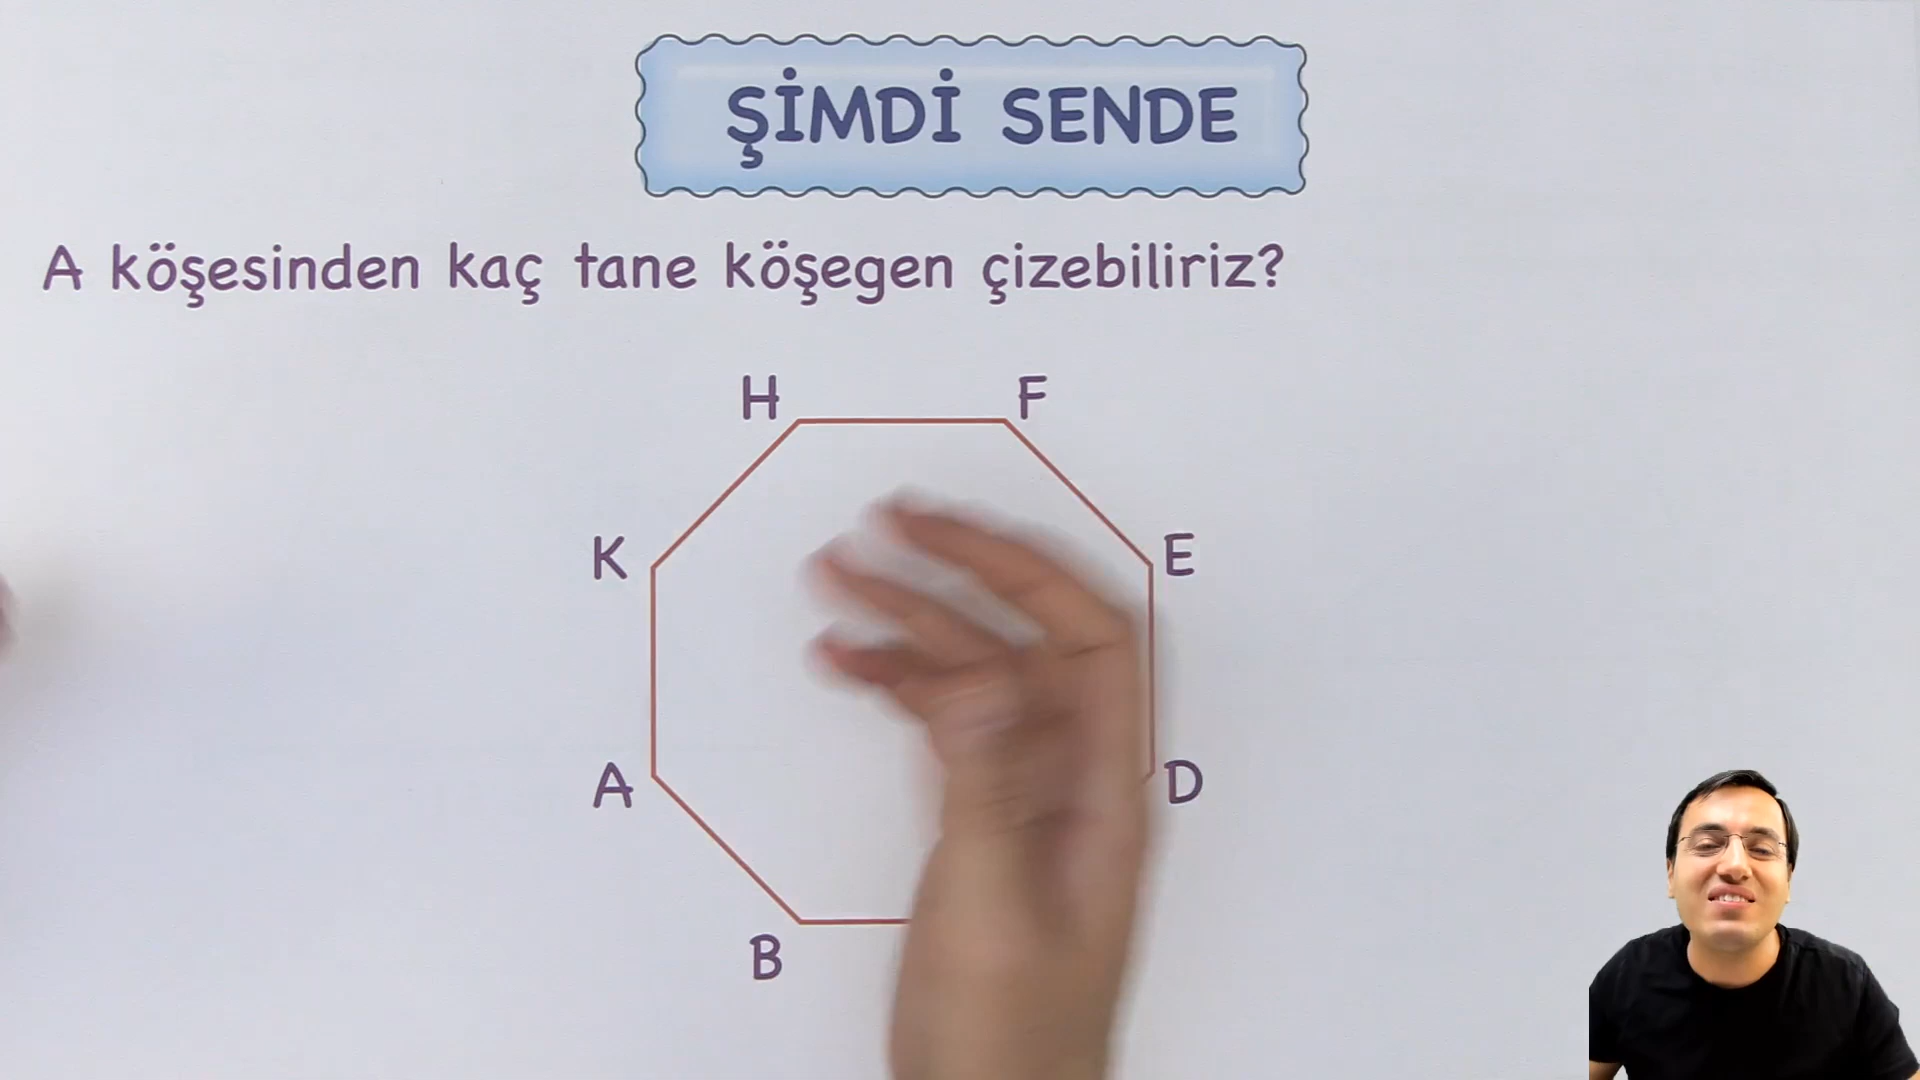 ŞİMDİ SENDE
A köşesinden kaç tane köşegen çizebiliriz?
H F
K E
A D
B